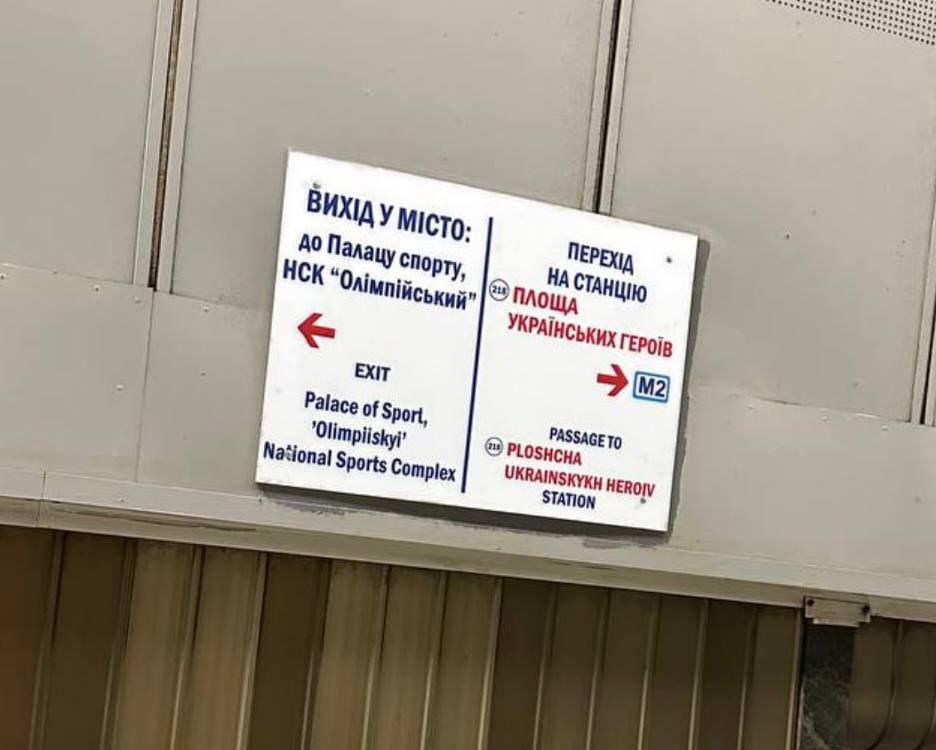 ВИХІД У МІСТО:
до Палацу спорту,
НСК “Олімпійський”
EXIT
Palace of Sport,
'Olimpiiskyi'
National Sports Complex
ПЕРЕХІД
НА СТАНЦІЮ
218 ПЛОЩА
УКРАЇНСЬКИХ ГЕРОЇВ
M2
PASSAGE TO
218 PLOSHCHA
UKRAINSKYKH HEROIV
STATION